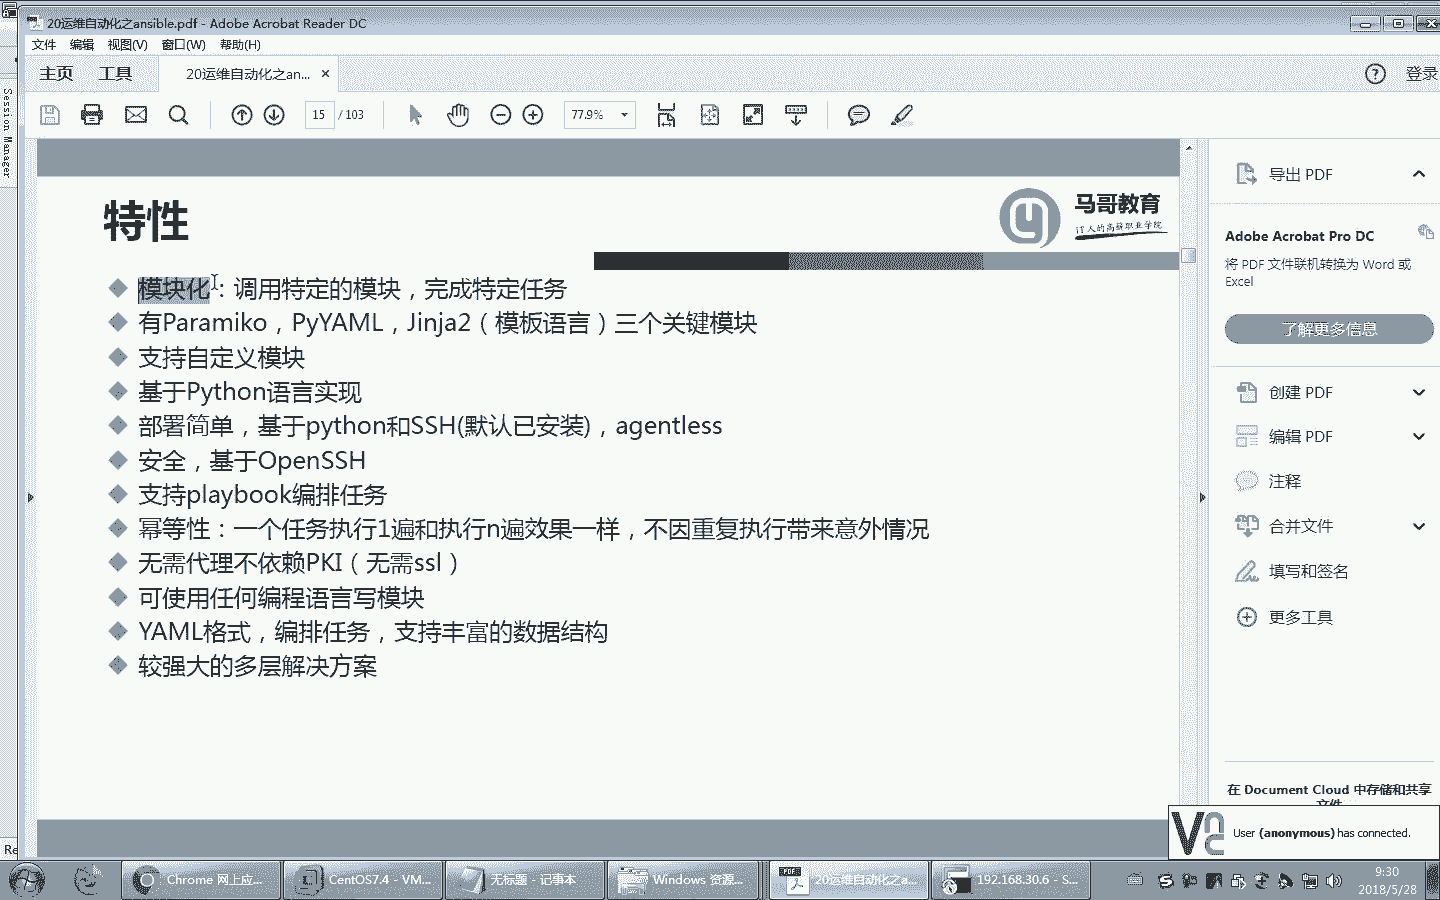 20运维自动化之ansible.pdf - Adobe Acrobat Reader DC
文件 编辑 视图(V) 窗口(W) 帮助(H)
主页 工具 20运维自动化之an... × ? 登录
15 / 103 77.9%
Session Manager
特性
马哥教育
IT人的高薪职业学院
模块化：调用特定的模块，完成特定任务
有Paramiko，PyYAML，Jinja2（模板语言）三个关键模块
支持自定义模块
基于Python语言实现
部署简单，基于python和SSH(默认已安装)，agentless
安全，基于OpenSSH
支持playbook编排任务
幂等性：一个任务执行1遍和执行n遍效果一样，不因重复执行带来意外情况
无需代理不依赖PKI（无需ssl）
可使用任何编程语言写模块
YAML格式，编排任务，支持丰富的数据结构
较强大的多层解决方案
导出 PDF
Adobe Acrobat Pro DC
将 PDF 文件联机转换为 Word 或
Excel
了解更多信息
创建 PDF
编辑 PDF
注释
合并文件
填写和签名
更多工具
在 Document Cloud 中存储和共享
文件
User (anonymous) has connected.
Re
Chrome 网上应... CentOS7.4 - VM... 无标题 - 记事本 Windows 资源... 20运维自动化之a... 192.168.30.6 - S...
9:30
2018/5/28